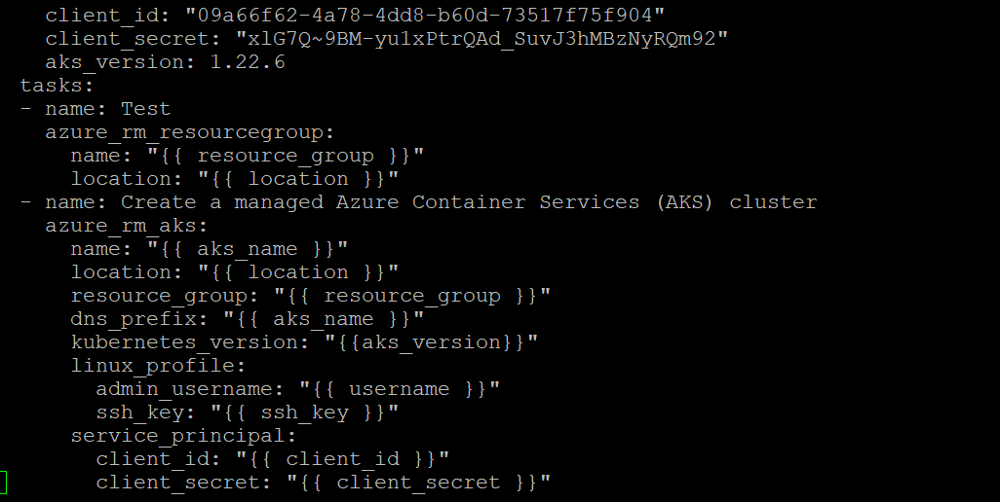 client_id: "09a66f62-4a78-4dd8-b60d-73517f75f904"
client_secret: "xlG7Q~9BM-yu1xPtrQAd_SuvJ3hMBzNyRQm92"
aks_version: 1.22.6
tasks:
- name: Test
azure_rm_resourcegroup:
name: "{{ resource_group }}"
location: "{{ location }}"
- name: Create a managed Azure Container Services (AKS) cluster
azure_rm_aks:
name: "{{ aks_name }}"
location: "{{ location }}"
resource_group: "{{ resource_group }}"
dns_prefix: "{{ aks_name }}"
kubernetes_version: "{{aks_version}}"
linux_profile:
admin_username: "{{ username }}"
ssh_key: "{{ ssh_key }}"
service_principal:
client_id: "{{ client_id }}"
client_secret: "{{ client_secret }}"